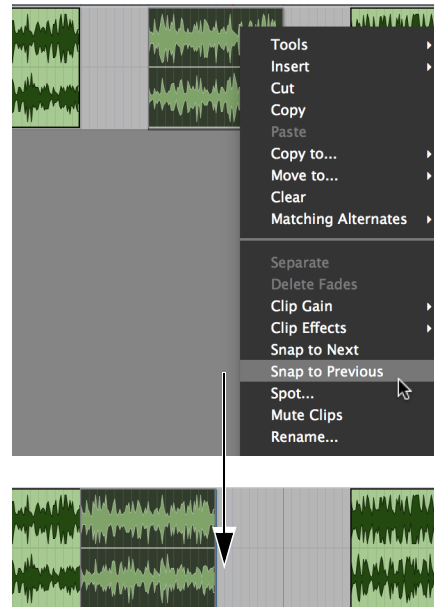 Tools
Insert
Cut
Copy
Paste
Copy to...
Move to...
Clear
Matching Alternates
Separate
Delete Fades
Clip Gain
Clip Effects
Snap to Next
Snap to Previous
Spot...
Mute Clips
Rename...